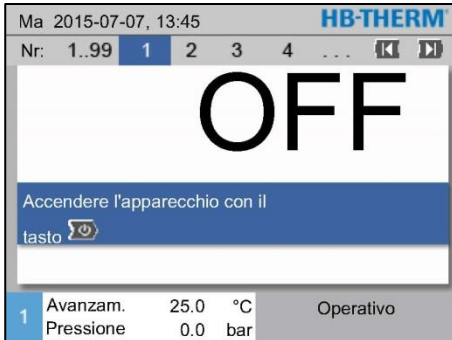 Ma 2015-07-07, 13:45 HB-THERM
Nr: 1..99 1 2 3 4 ...
OFF
Accendere l'apparecchio con il
tasto
1 Avanzam. 25.0 °C Operativo
Pressione 0.0 bar